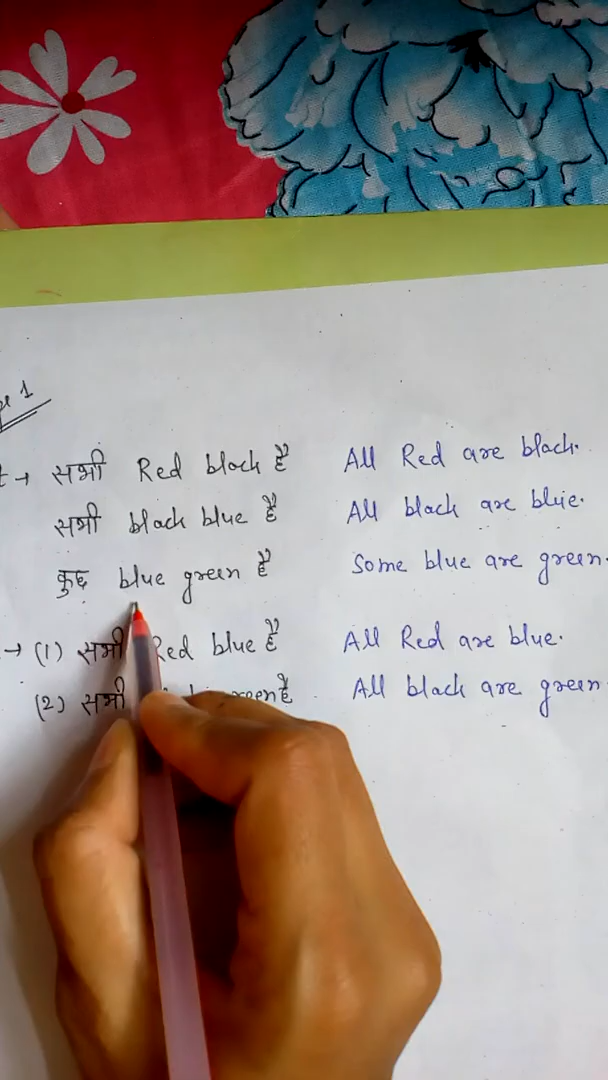 सभी Red black है All Red are black.
सभी black blue है All black are blue.
कुछ blue green है Some blue are green.
(1) सभी Red blue है All Red are blue.
(2) सभी है All black are green